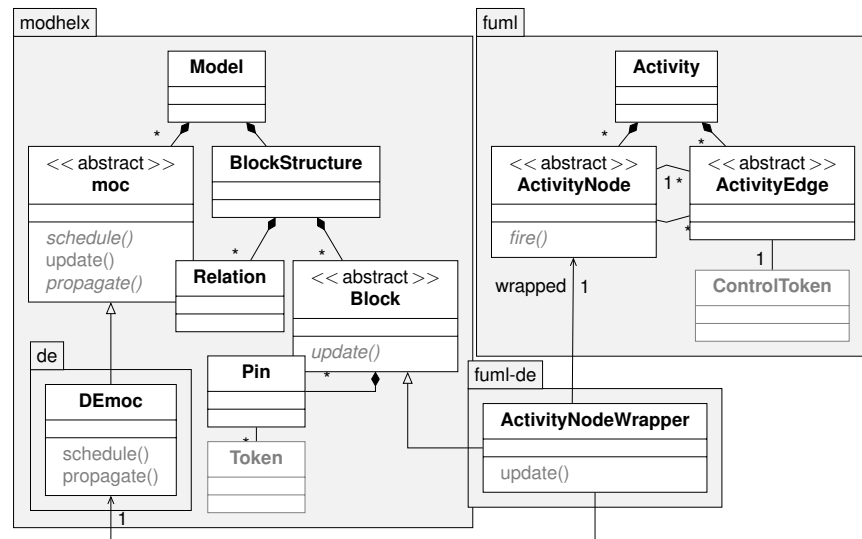 modhelx
fuml
Model
Activity
*
*
*
<< abstract >>
moc
BlockStructure
<< abstract >>
ActivityNode
1 *
<< abstract >>
ActivityEdge
schedule()
update()
propagate()
*
*
fire()
*
Relation
<< abstract >>
Block
wrapped
1
1
ControlToken
update()
de
Pin
*
fuml-de
DEmoc
ActivityNodeWrapper
*
Token
schedule()
propagate()
update()
1